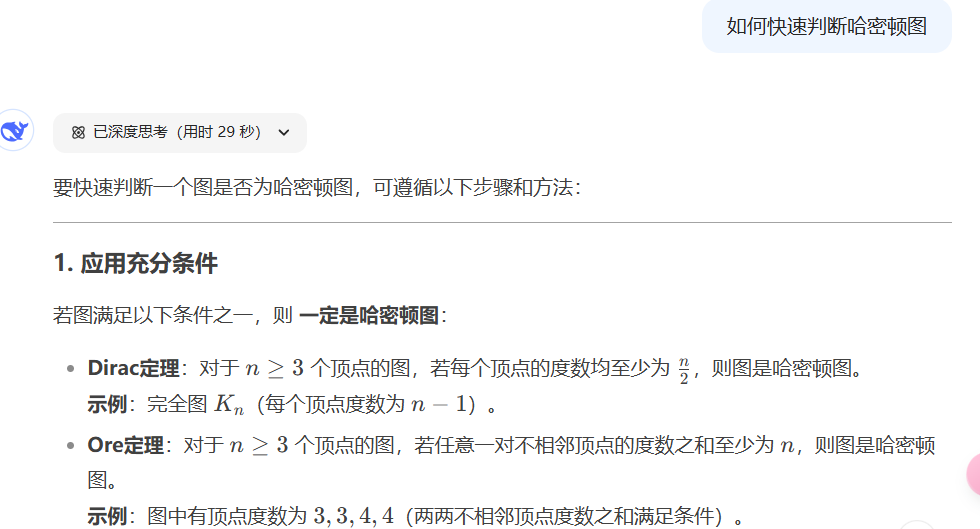 如何快速判断哈密顿图
已深度思考（用时 29 秒）
要快速判断一个图是否为哈密顿图，可遵循以下步骤和方法：
1. 应用充分条件
若图满足以下条件之一，则 一定是哈密顿图：
Dirac定理：对于 n ≥ 3 个顶点的图，若每个顶点的度数均至少为 n/2，则图是哈密顿图。
示例：完全图 Kₙ（每个顶点度数为 n − 1）。
Ore定理：对于 n ≥ 3 个顶点的图，若任意一对不相邻顶点的度数之和至少为 n，则图是哈密顿
图。
示例：图中有顶点度数为 3, 3, 4, 4（两两不相邻顶点度数之和满足条件）。